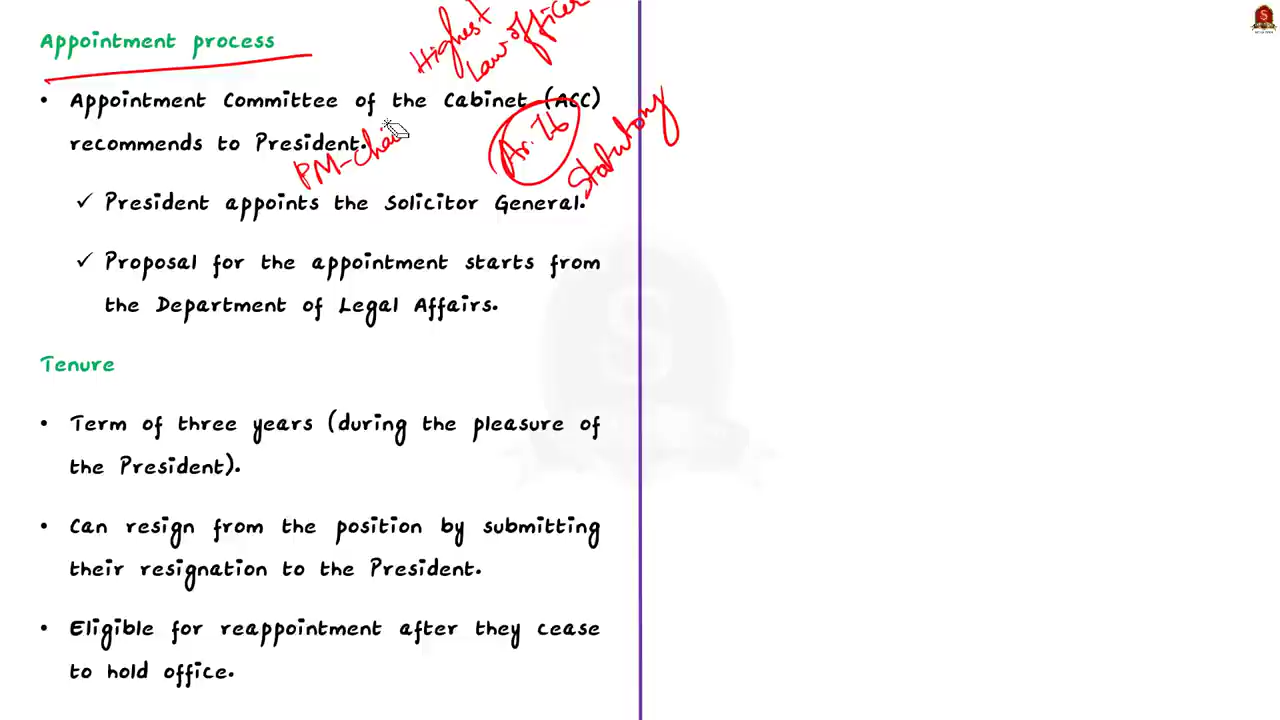 Highest
Law officer
Appointment process
• Appointment Committee of the Cabinet (ACC)
recommends to President.
PM-Chai
Ar. 76
Statutory
✓ President appoints the Solicitor General.
✓ Proposal for the appointment starts from
the Department of Legal Affairs.
Tenure
• Term of three years (during the pleasure of
the President).
• Can resign from the position by submitting
their resignation to the President.
• Eligible for reappointment after they cease
to hold office.